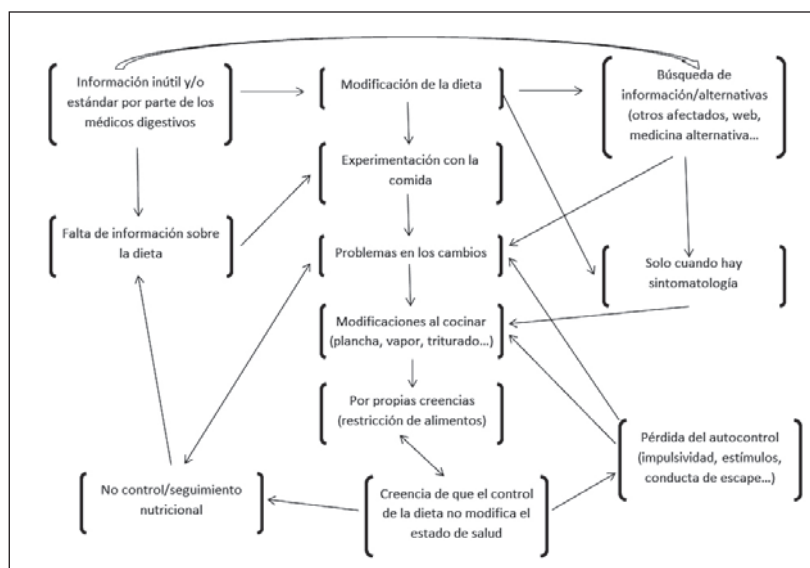 Información inútil y/o
estándar por parte de los
médicos digestivos
Modificación de la dieta
Búsqueda de
información/alternativas
(otros afectados, web,
medicina alternativa...
Experimentación con la
comida
Falta de información sobre
la dieta
Problemas en los cambios
Solo cuando hay
sintomatología
Modificaciones al cocinar
(plancha, vapor, triturado...)
Por propias creencias
(restricción de alimentos)
Pérdida del autocontrol
(impulsividad, estímulos,
conducta de escape...)
No control/seguimiento
nutricional
Creencia de que el control
de la dieta no modifica el
estado de salud